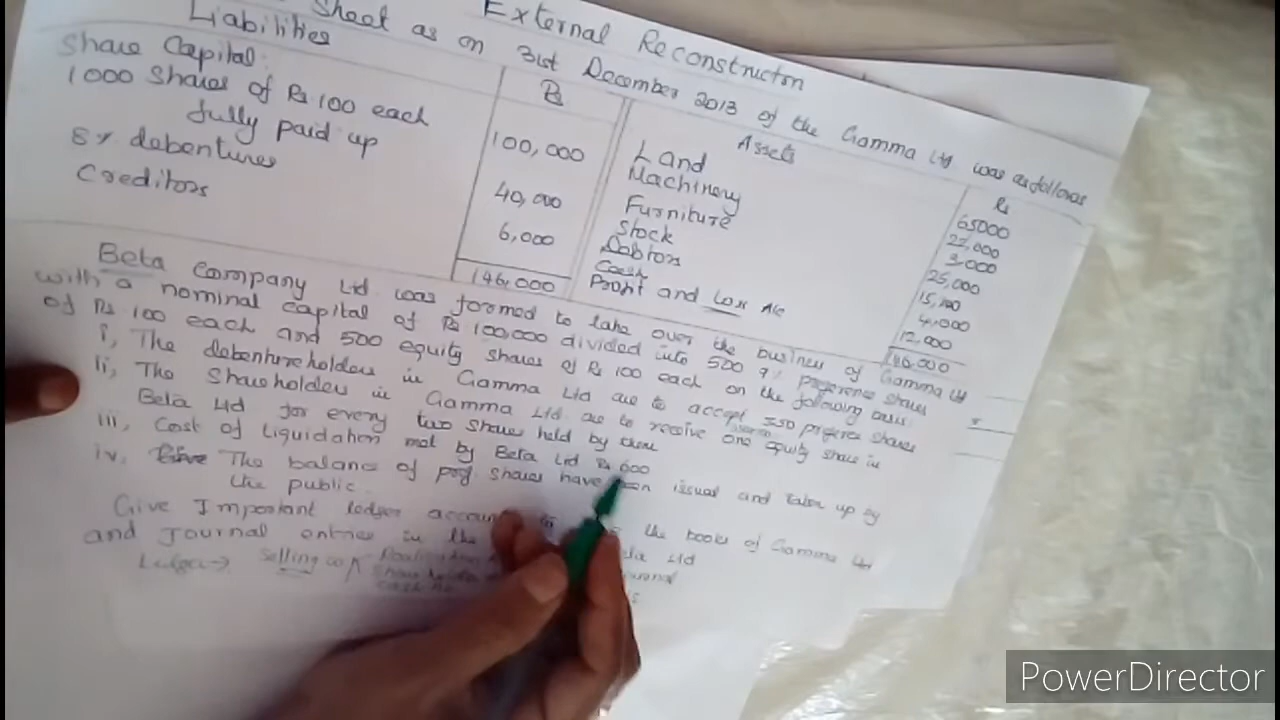 External Reconstructon
Sheet as on 31st December 2013 of the Gamma Ltd was as follows
Liabilities
Rs
Assets
Rs
Share Capital:
1000 Shares of Rs 100 each
fully paid up
100,000
Land
65000
Machinery
Furniture
3,000
8% debentures
40,000
Stock
25,000
Creditors
6,000
Debtors
Cash
4,000
Profit and Loss A/c
12,000
146,000
146,000
Beta Company Ltd was formed to take over the business of Gamma Ltd
with a nominal capital of Rs 100,000 divided into 500 9% preference shares
of Rs 100 each and 500 equity shares of Rs 100 each on the following basis:
i, The debentureholders in Gamma Ltd are to accept 350 shares
ii, The Shareholders in Gamma Ltd are to receive one equity share in
Beta Ltd for every two shares held by them
iii, Cost of liquidation met by Beta Ltd Rs 600
iv, The balance of pref. shares have been issued and taken up by
the public.
Give Important ledger the books of Gamma Ltd
and Journal entries in the Ltd
Ledger → Selling co
PowerDirector